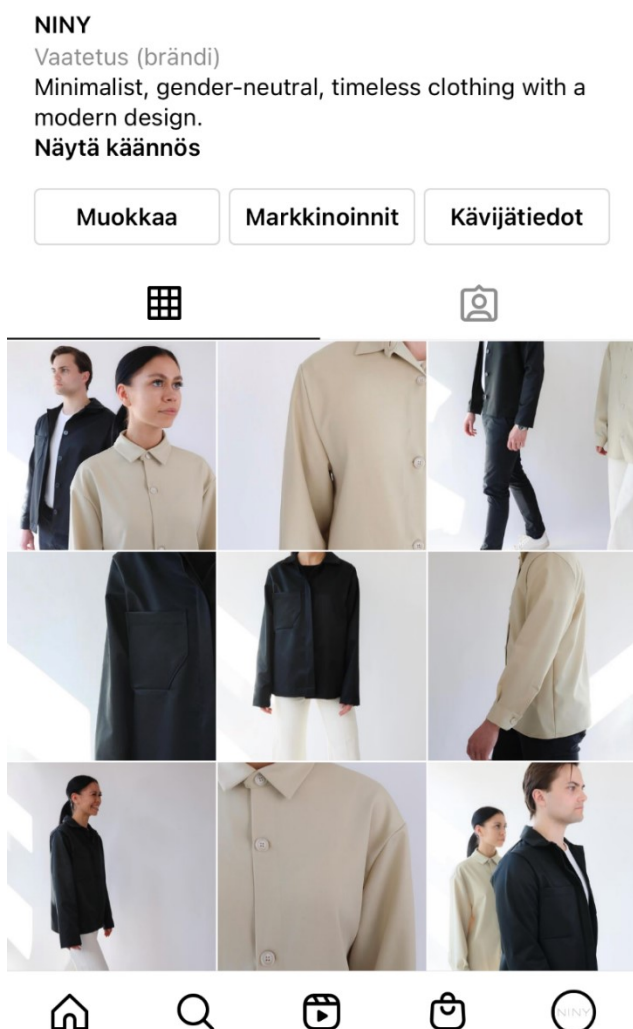 NINY
Vaatetus (brändi)
Minimalist, gender-neutral, timeless clothing with a
modern design.
Näytä käännös
Muokkaa Markkinoinnit Kävijätiedot
NINY